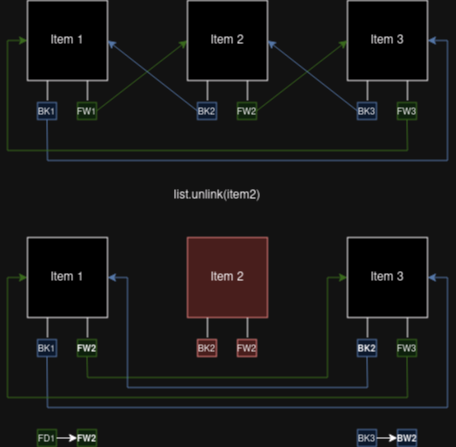 Item 1 Item 2 Item 3
BK1 FW1 BK2 FW2 BK3 FW3
list.unlink(item2)
Item 1 Item 2 Item 3
BK1 FW2 BK2 FW2 BK2 FW3
FD1 FW2 BK3 BW2